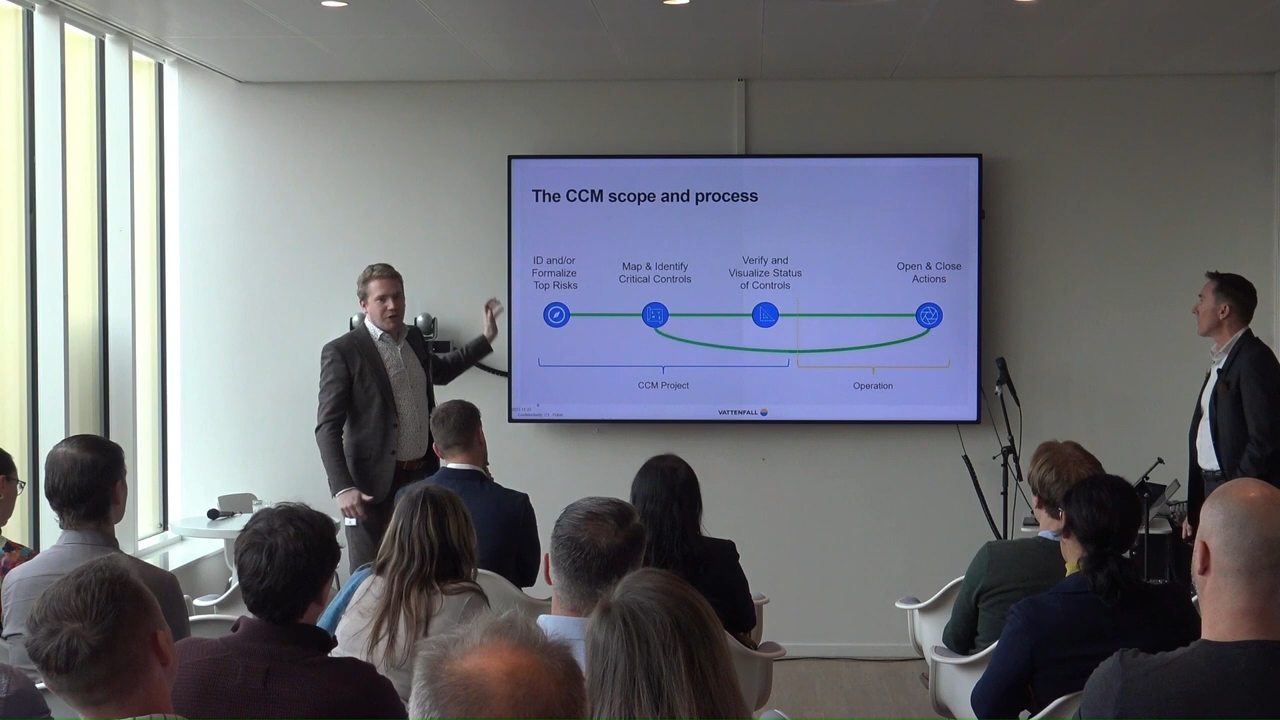 The CCM scope and process
ID and/or
Formalize
Top Risks
Map & Identify
Critical Controls
Verify and
Visualize Status
of Controls
Open & Close
Actions
CCM Project
Operation
VATTENFALL